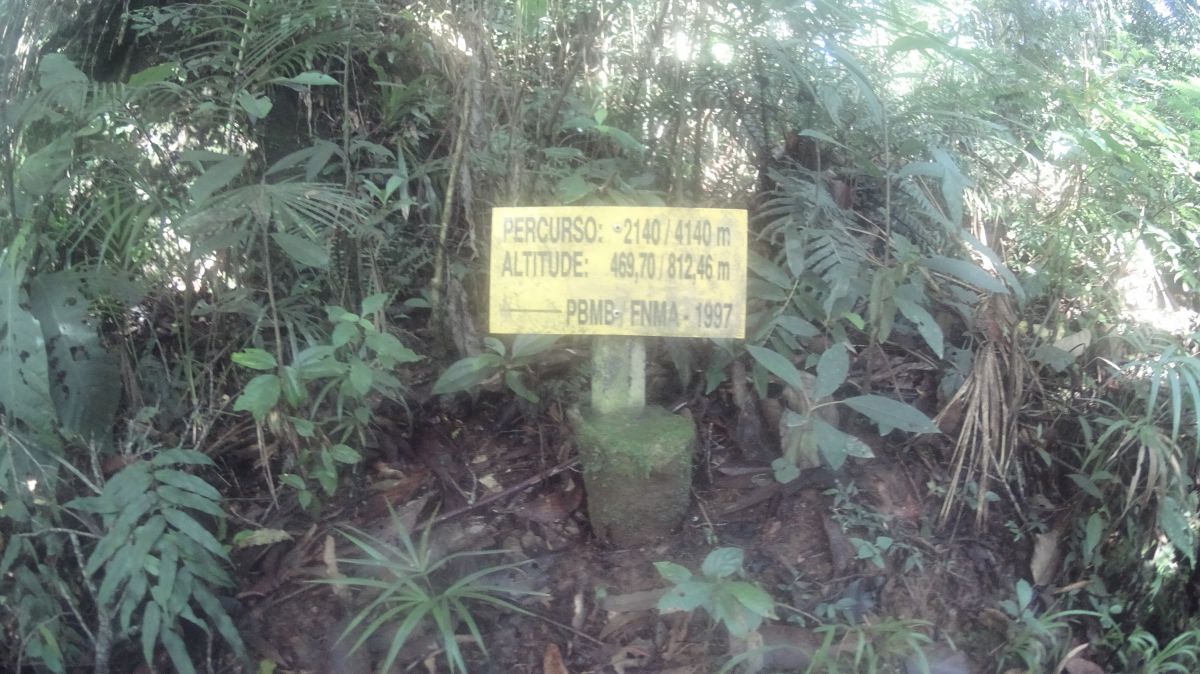 PERCURSO: 2140 / 4140 m
ALTITUDE: 469,70 / 812,46 m
PBMB - / FNMA - 1997